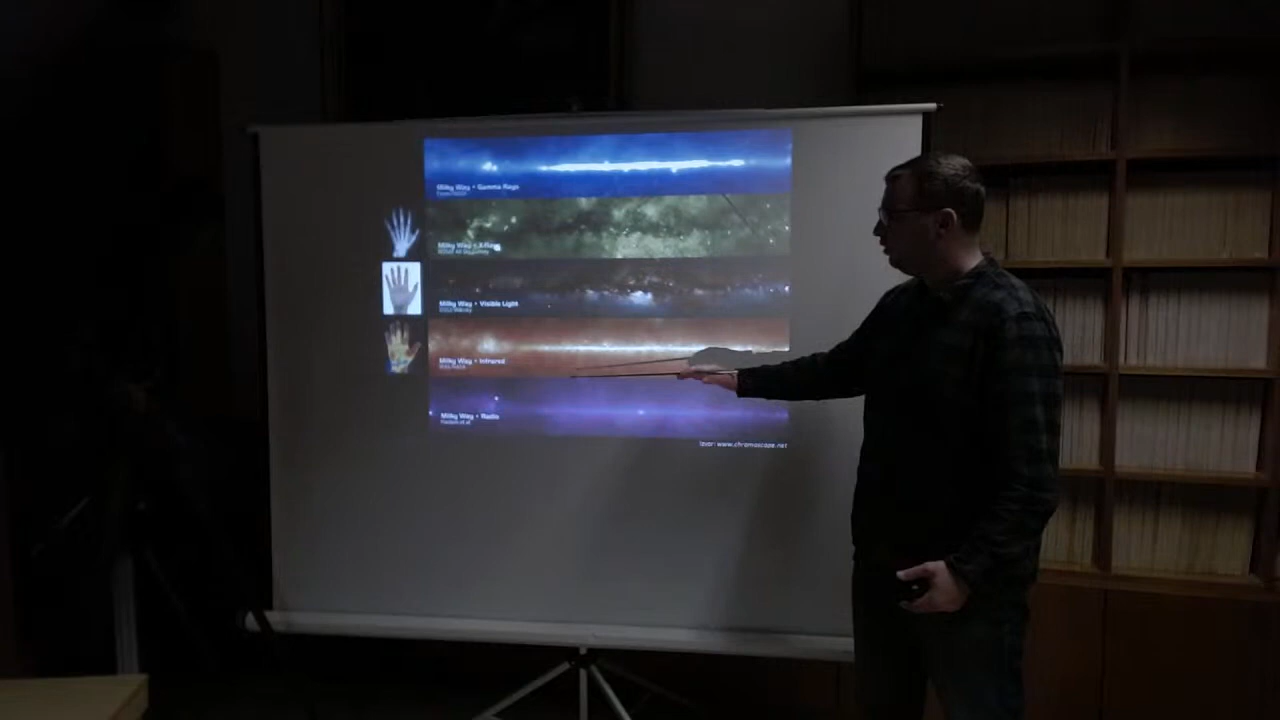 Milky Way • Gamma Rays
Milky Way • X-Rays
Milky Way • Visible Light
Milky Way • Infrared
Milky Way • Radio
Izvor: www.chromoscope.net